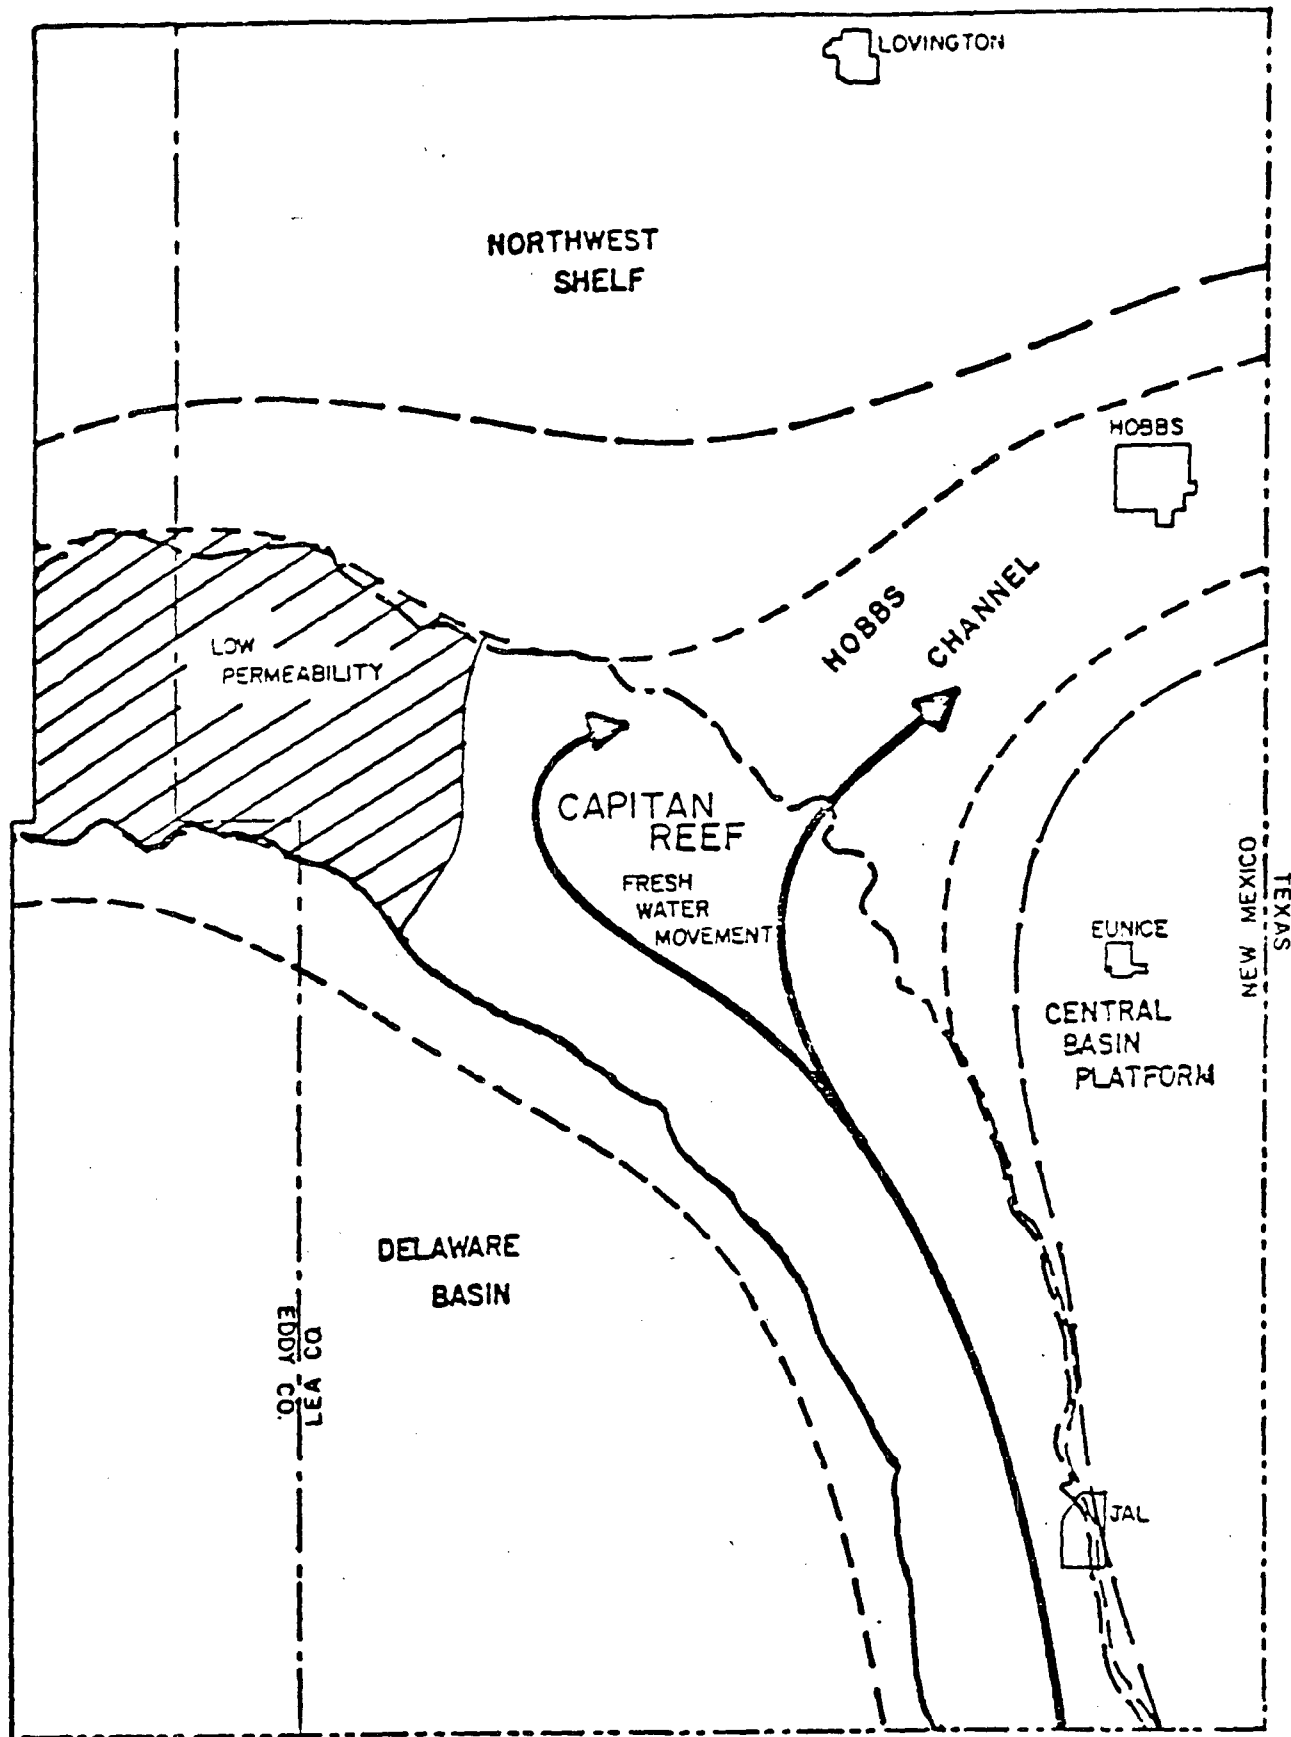 LOVINGTON
NORTHWEST
SHELF
HOBBS
HOBBS
CHANNEL
LOW
PERMEABILITY
CAPITAN
REEF
FRESH
WATER
MOVEMENT
NEW MEXICO
TEXAS
EUNICE
CENTRAL
BASIN
PLATFORM
DELAWARE
BASIN
EDDY CO.
LEA CO
JAL